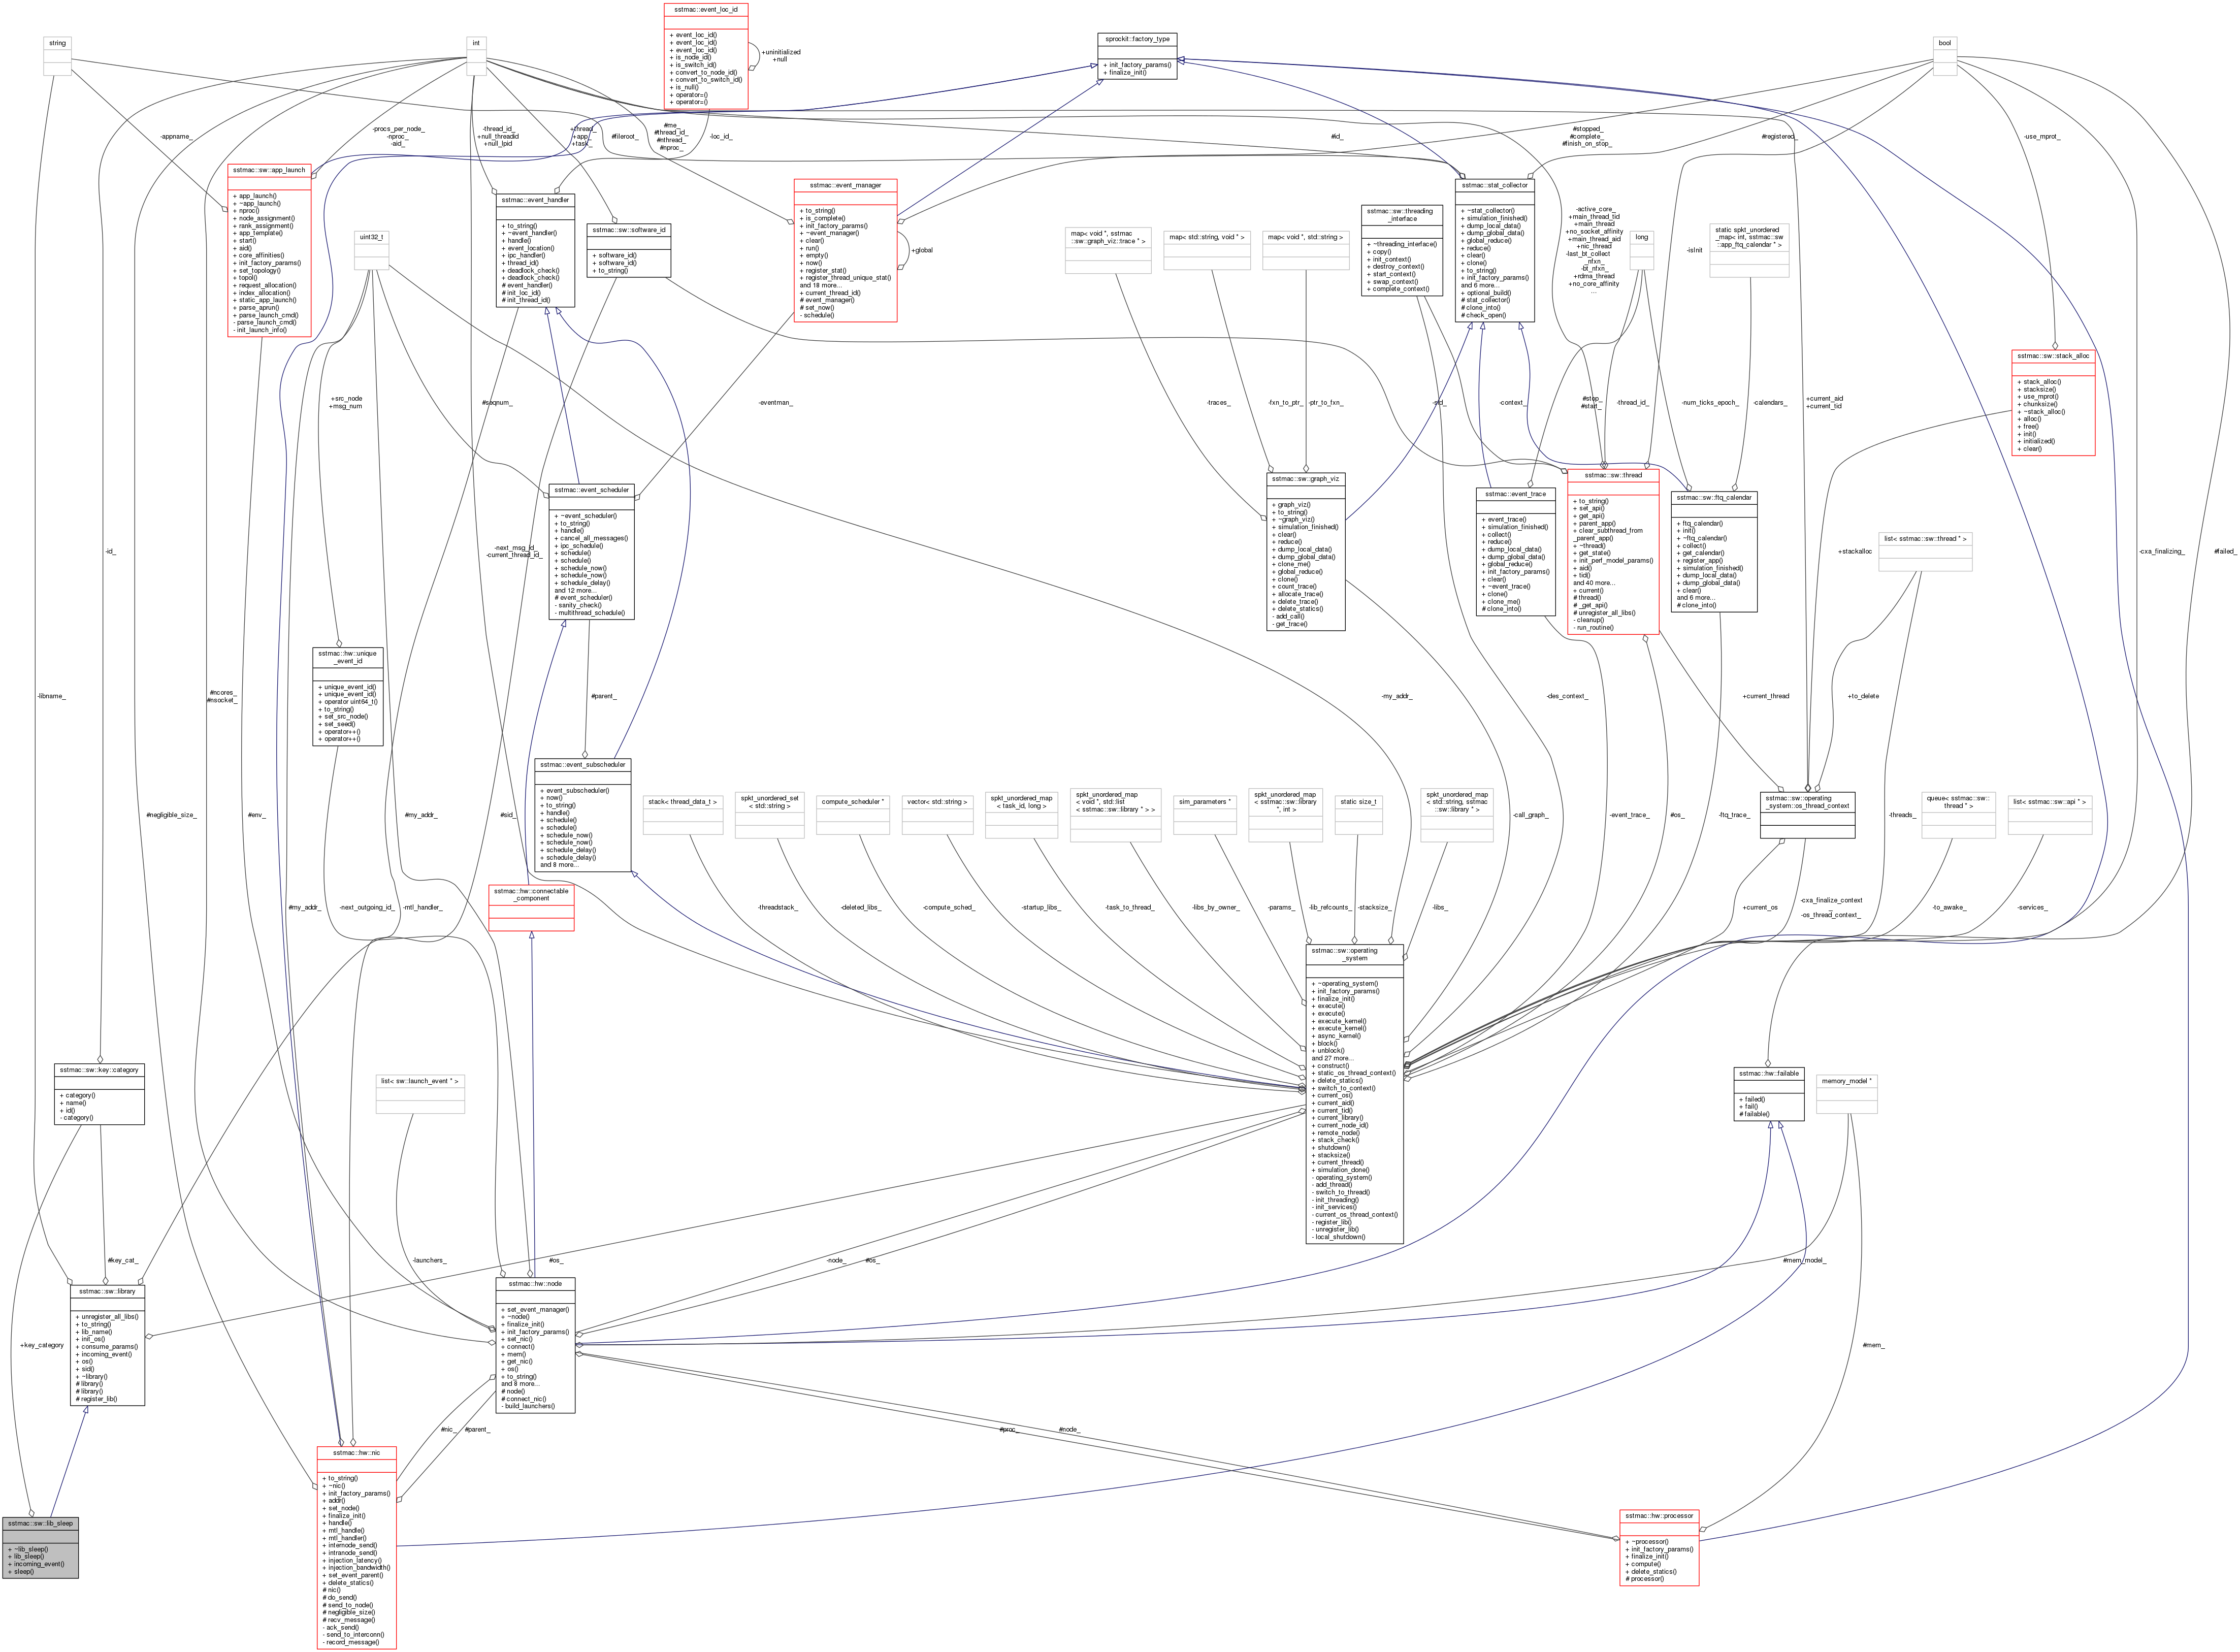 sstmac::event_loc_id
+ event_loc_id()
+ event_loc_id()
+ event_loc_id()
+ is_node_id()
+ is_switch_id()
+ convert_to_node_id()
+ convert_to_switch_id()
+ is_null()
+ operator=()
+ operator=()
+uninitialized
+null
string
int
sprockit::factory_type
+ init_factory_params()
+ finalize_init()
bool
-appname_
-procs_per_node_
-nproc_
-aid_
-thread_id_
+null_threadid
+null_lpid
+thread_
+app_
+task_
#fileroot_
#me_
#thread_id_
#nthread_
#nproc_
-loc_id_
#id_
#stopped_
#complete_
#finish_on_stop_
#registered_
-use_mprot_
sstmac::sw::app_launch
+ app_launch()
+ ~app_launch()
+ nproc()
+ node_assignment()
+ rank_assignment()
+ app_template()
+ start()
+ aid()
+ core_affinities()
+ init_factory_params()
+ set_topology()
+ topol()
+ request_allocation()
+ index_allocation()
+ static_app_launch()
+ parse_aprun()
+ parse_launch_cmd()
- parse_launch_cmd()
- init_launch_info()
uint32_t
sstmac::event_handler
+ to_string()
+ ~event_handler()
+ handle()
+ event_location()
+ ipc_handler()
+ thread_id()
+ deadlock_check()
+ deadlock_check()
# event_handler()
# init_loc_id()
# init_thread_id()
sstmac::sw::software_id
+ software_id()
+ software_id()
+ to_string()
sstmac::event_manager
+ to_string()
+ is_complete()
+ init_factory_params()
+ ~event_manager()
+ clear()
+ run()
+ empty()
+ now()
+ register_stat()
+ register_thread_unique_stat()
and 18 more...
+ current_thread_id()
# event_manager()
# set_now()
- schedule()
+global
map< void *, sstmac
::sw::graph_viz::trace * >
map< std::string, void * >
map< void *, std::string >
sstmac::sw::threading
_interface
+ ~threading_interface()
+ copy()
+ init_context()
+ destroy_context()
+ start_context()
+ swap_context()
+ complete_context()
sstmac::stat_collector
+ ~stat_collector()
+ simulation_finished()
+ dump_local_data()
+ dump_global_data()
+ global_reduce()
+ reduce()
+ clear()
+ clone()
+ to_string()
+ init_factory_params()
and 6 more...
+ optional_build()
# stat_collector()
# clone_into()
# check_open()
-active_core_
+main_thread_tid
+main_thread
+no_socket_affinity
+main_thread_aid
+nic_thread
-last_bt_collect
_nfxn_
-bt_nfxn_
+rdma_thread
+no_core_affinity
...
long
-isInit
static spkt_unordered
_map< int, sstmac::sw
::app_ftq_calendar * >
sstmac::sw::stack_alloc
+ stack_alloc()
+ stacksize()
+ use_mprot()
+ chunksize()
+ ~stack_alloc()
+ alloc()
+ free()
+ init()
+ initialized()
+ clear()
+src_node
+msg_num
#seqnum_
-eventman_
-traces_
-fxn_to_ptr_
-ptr_to_fxn_
-context_
#stop_
#start_
-thread_id_
-num_ticks_epoch_
-calendars_
+current_aid
+current_tid
-id_
-next_msg_id_
-current_thread_id_
sstmac::event_scheduler
+ ~event_scheduler()
+ to_string()
+ handle()
+ cancel_all_messages()
+ ipc_schedule()
+ schedule()
+ schedule()
+ schedule_now()
+ schedule_now()
+ schedule_delay()
and 12 more...
# event_scheduler()
- sanity_check()
- multithread_schedule()
sstmac::sw::graph_viz
+ graph_viz()
+ to_string()
+ ~graph_viz()
+ simulation_finished()
+ clear()
+ reduce()
+ dump_local_data()
+ dump_global_data()
+ clone_me()
+ global_reduce()
+ clone()
+ count_trace()
+ allocate_trace()
+ delete_trace()
+ delete_statics()
- add_call()
- get_trace()
sstmac::event_trace
+ event_trace()
+ simulation_finished()
+ collect()
+ reduce()
+ dump_local_data()
+ dump_global_data()
+ global_reduce()
+ init_factory_params()
+ clear()
+ ~event_trace()
+ clone()
+ clone_me()
# clone_into()
sstmac::sw::thread
+ to_string()
+ set_api()
+ get_api()
+ parent_app()
+ clear_subthread_from
_parent_app()
+ ~thread()
+ get_state()
+ init_perf_model_params()
+ aid()
+ tid()
and 40 more...
+ current()
# thread()
# _get_api()
# unregister_all_libs()
- cleanup()
- run_routine()
sstmac::sw::ftq_calendar
+ ftq_calendar()
+ init()
+ ~ftq_calendar()
+ collect()
+ get_calendar()
+ register_app()
+ simulation_finished()
+ dump_local_data()
+ dump_global_data()
+ clear()
and 6 more...
# clone_into()
+stackalloc
list< sstmac::sw::thread * >
-cxa_finalizing_
#failed_
sstmac::hw::unique
_event_id
+ unique_event_id()
+ unique_event_id()
+ operator uint64_t()
+ to_string()
+ set_src_node()
+ set_seed()
+ operator++()
+ operator++()
-libname_
#ncores_
#nsocket_
#parent_
-my_addr_
-des_context_
+current_thread
+to_delete
sstmac::event_subscheduler
+ event_subscheduler()
+ now()
+ to_string()
+ handle()
+ schedule()
+ schedule()
+ schedule_now()
+ schedule_now()
+ schedule_delay()
+ schedule_delay()
and 8 more...
stack< thread_data_t >
spkt_unordered_set
< std::string >
compute_scheduler *
vector< std::string >
spkt_unordered_map
< task_id, long >
spkt_unordered_map
< void *, std::list
< sstmac::sw::library * > >
sim_parameters *
spkt_unordered_map
< sstmac::sw::library
*, int >
static size_t
spkt_unordered_map
< std::string, sstmac
::sw::library * >
sstmac::sw::operating
_system::os_thread_context
queue< sstmac::sw::
thread * >
list< sstmac::sw::api * >
#negligible_size_
#env_
#my_addr_
#sid_
-call_graph_
-event_trace_
#os_
-ftq_trace_
-threads_
sstmac::hw::connectable
_component
#my_addr_
-next_outgoing_id_
-mtl_handler_
-threadstack_
-deleted_libs_
-compute_sched_
-startup_libs_
-task_to_thread_
-libs_by_owner_
-params_
-lib_refcounts_
-stacksize_
-libs_
+current_os
-cxa_finalize_context
_
-os_thread_context_
-to_awake_
-services_
sstmac::sw::operating
_system
+ ~operating_system()
+ init_factory_params()
+ finalize_init()
+ execute()
+ execute()
+ execute_kernel()
+ execute_kernel()
+ async_kernel()
+ block()
+ unblock()
and 27 more...
+ construct()
+ static_os_thread_context()
+ delete_statics()
+ switch_to_context()
+ current_os()
+ current_aid()
+ current_tid()
+ current_library()
+ current_node_id()
+ remote_node()
+ stack_check()
+ shutdown()
+ stacksize()
+ current_thread()
+ simulation_done()
- operating_system()
- add_thread()
- switch_to_thread()
- init_threading()
- init_services()
- current_os_thread_context()
- register_lib()
- unregister_lib()
- local_shutdown()
sstmac::sw::key::category
+ category()
+ name()
+ id()
- category()
list< sw::launch_event * >
sstmac::hw::failable
+ failed()
+ fail()
# failable()
memory_model *
#key_cat_
-launchers_
#os_
-node_
#os_
#mem_model_
sstmac::sw::library
+ unregister_all_libs()
+ to_string()
+ lib_name()
+ init_os()
+ consume_params()
+ incoming_event()
+ os()
+ sid()
+ ~library()
# library()
# library()
# register_lib()
sstmac::hw::node
+ set_event_manager()
+ ~node()
+ finalize_init()
+ init_factory_params()
+ set_nic()
+ connect()
+ mem()
+ get_nic()
+ os()
+ to_string()
and 8 more...
# node()
# connect_nic()
- build_launchers()
+key_category
#mem_
#nic_
#parent_
#proc_
#node_
sstmac::hw::nic
+ to_string()
+ ~nic()
+ init_factory_params()
+ addr()
+ set_node()
+ finalize_init()
+ handle()
+ mtl_handle()
+ mtl_handler()
+ internode_send()
+ intranode_send()
+ injection_latency()
+ injection_bandwidth()
+ set_event_parent()
+ delete_statics()
# nic()
# do_send()
# send_to_node()
# negligible_size()
# recv_message()
- ack_send()
- send_to_interconn()
- record_message()
sstmac::sw::lib_sleep
+ ~lib_sleep()
+ lib_sleep()
+ incoming_event()
+ sleep()
sstmac::hw::processor
+ ~processor()
+ init_factory_params()
+ finalize_init()
+ compute()
+ delete_statics()
# processor()